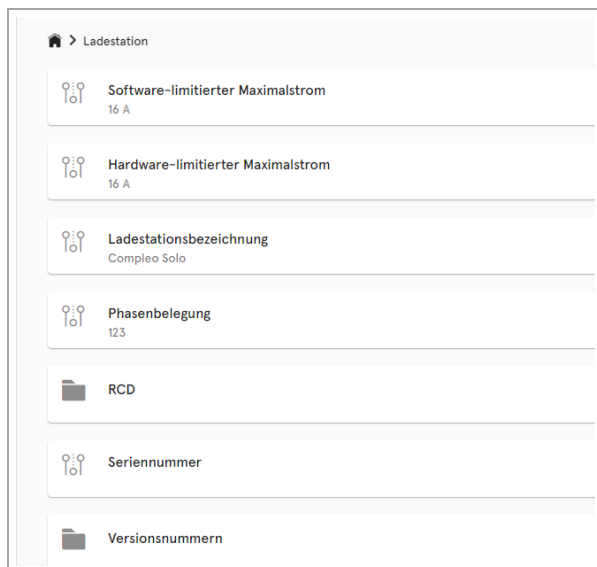 Ladestation
Software-limitierter Maximalstrom
16 A
Hardware-limitierter Maximalstrom
16 A
Ladestationsbezeichnung
Compleo Solo
Phasenbelegung
123
RCD
Seriennummer
Versionsnummern